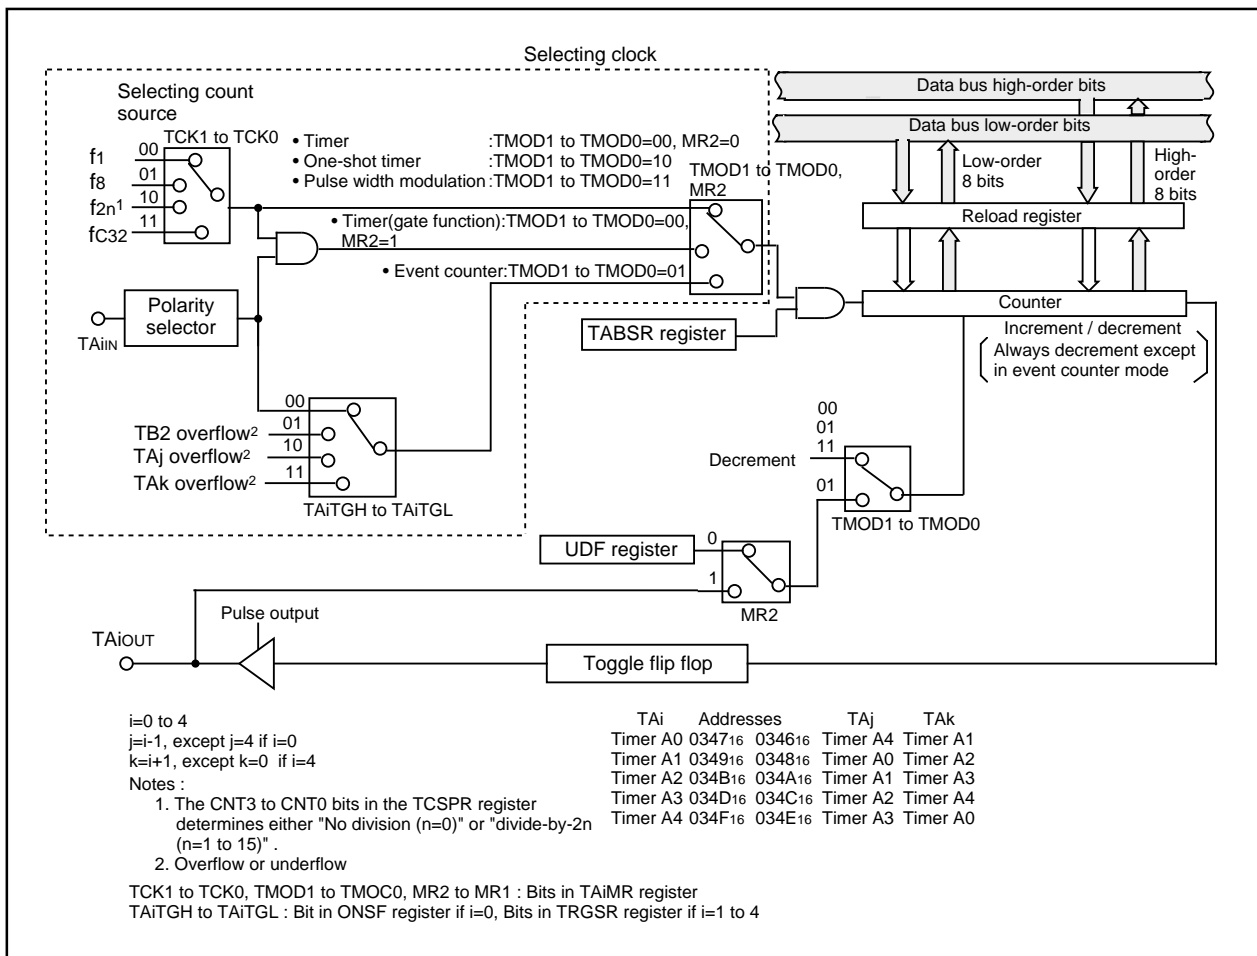 Selecting clock
Selecting count
source
TCK1 to TCK0
f1
00
f8
01
f2n1
10
fC32
11
• Timer :TMOD1 to TMOD0=00, MR2=0
• One-shot timer :TMOD1 to TMOD0=10
• Pulse width modulation :TMOD1 to TMOD0=11
TMOD1 to TMOD0,
MR2
• Timer(gate function):TMOD1 to TMOD0=00,
MR2=1
• Event counter:TMOD1 to TMOD0=01
Data bus high-order bits
Data bus low-order bits
Low-order
8 bits
High-
order
8 bits
Reload register
Counter
Increment / decrement
Always decrement except
in event counter mode
Polarity
selector
TAiIN
TABSR register
00
TB2 overflow2
01
TAj overflow2
10
TAk overflow2
11
TAiTGH to TAiTGL
00
01
Decrement
11
01
TMOD1 to TMOD0
UDF register
0
1
MR2
Pulse output
TAiOUT
Toggle flip flop
i=0 to 4
j=i-1, except j=4 if i=0
k=i+1, except k=0 if i=4
TAi Addresses TAj TAk
Timer A0 034716 034616 Timer A4 Timer A1
Timer A1 034916 034816 Timer A0 Timer A2
Timer A2 034B16 034A16 Timer A1 Timer A3
Timer A3 034D16 034C16 Timer A2 Timer A4
Timer A4 034F16 034E16 Timer A3 Timer A0
Notes :
1. The CNT3 to CNT0 bits in the TCSPR register
determines either "No division (n=0)" or "divide-by-2n
(n=1 to 15)" .
2. Overflow or underflow
TCK1 to TCK0, TMOD1 to TMOC0, MR2 to MR1 : Bits in TAiMR register
TAiTGH to TAiTGL : Bit in ONSF register if i=0, Bits in TRGSR register if i=1 to 4